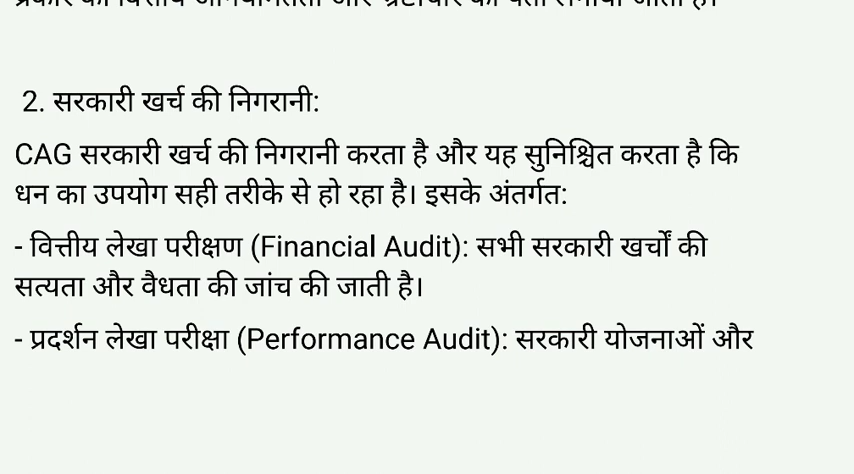 2. सरकारी खर्च की निगरानी:
CAG सरकारी खर्च की निगरानी करता है और यह सुनिश्चित करता है कि
धन का उपयोग सही तरीके से हो रहा है। इसके अंतर्गत:
- वित्तीय लेखा परीक्षण (Financial Audit): सभी सरकारी खर्चों की
सत्यता और वैधता की जांच की जाती है।
- प्रदर्शन लेखा परीक्षा (Performance Audit): सरकारी योजनाओं और